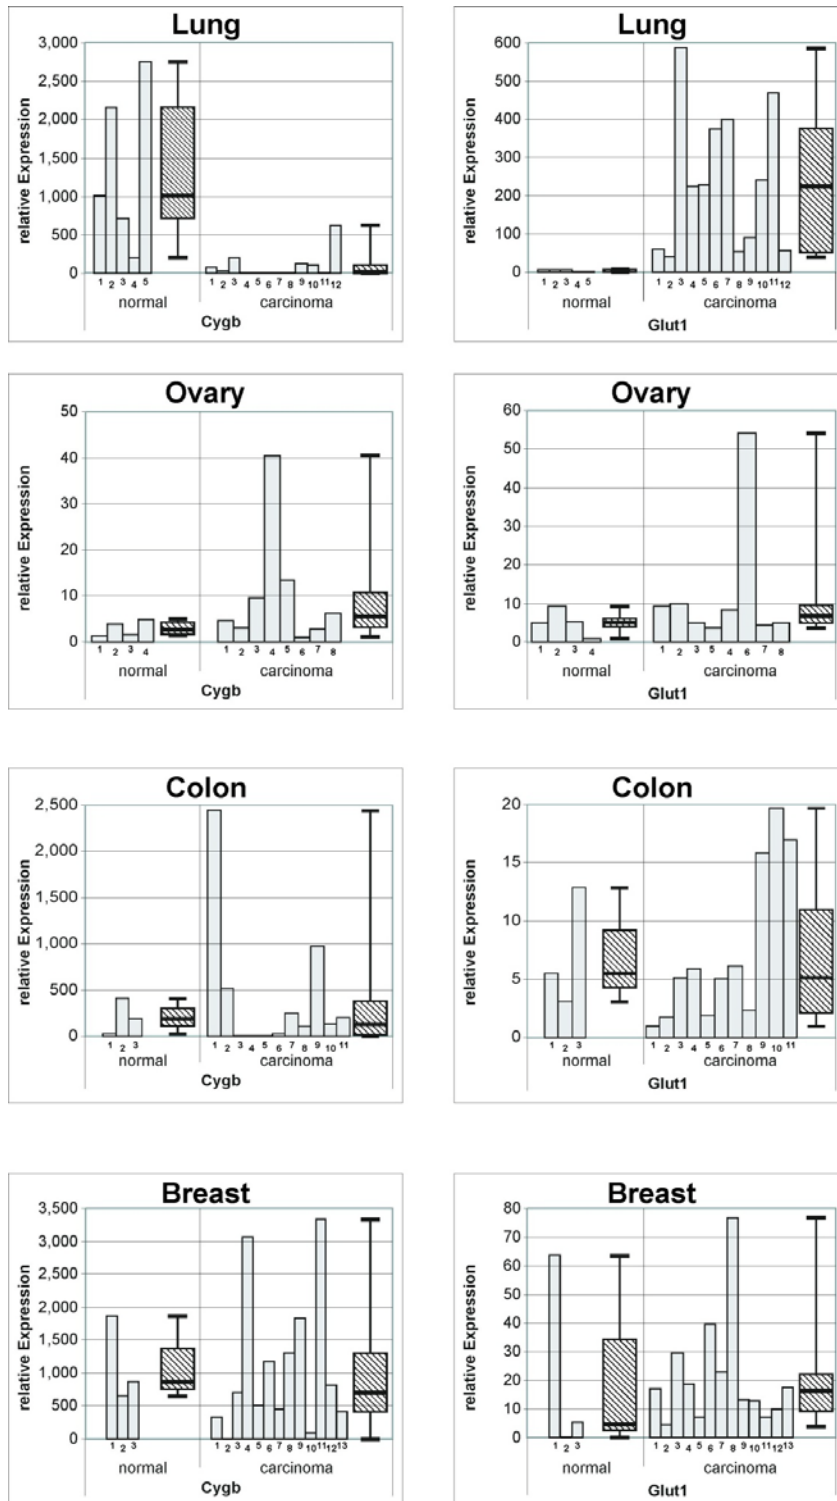 Lung
3,000
2,500
2,000
1,500
1,000
500
0
relative Expression
1 2 3 4 5
1 2 3 4 5 6 7 8 9 10 11 12
normal
carcinoma
Cygb
Lung
600
500
400
300
200
100
0
relative Expression
1 2 3 4 5
1 2 3 4 5 6 7 8 9 10 11 12
normal
carcinoma
Glut1
Ovary
50
40
30
20
10
0
relative Expression
1 2 3 4
1 2 3 4 5 6 7 8
normal
carcinoma
Cygb
Ovary
60
50
40
30
20
10
0
relative Expression
1 2 3 4
1 2 3 5 4 6 7 8
normal
carcinoma
Glut1
Colon
2,500
2,000
1,500
1,000
500
0
relative Expression
1 2 3
1 2 3 4 5 6 7 8 9 10 11
normal
carcinoma
Cygb
Colon
20
15
10
5
0
relative Expression
1 2 3
1 2 3 4 5 6 7 8 9 10 11
normal
carcinoma
Glut1
Breast
3,500
3,000
2,500
2,000
1,500
1,000
500
0
relative Expression
1 2 3
1 2 3 4 5 6 7 8 9 10 11 12 13
normal
carcinoma
Cygb
Breast
80
70
60
50
40
30
20
10
0
relative Expression
1 2 3
1 2 3 4 5 6 7 8 9 10 11 12 13
normal
carcinoma
Glut1